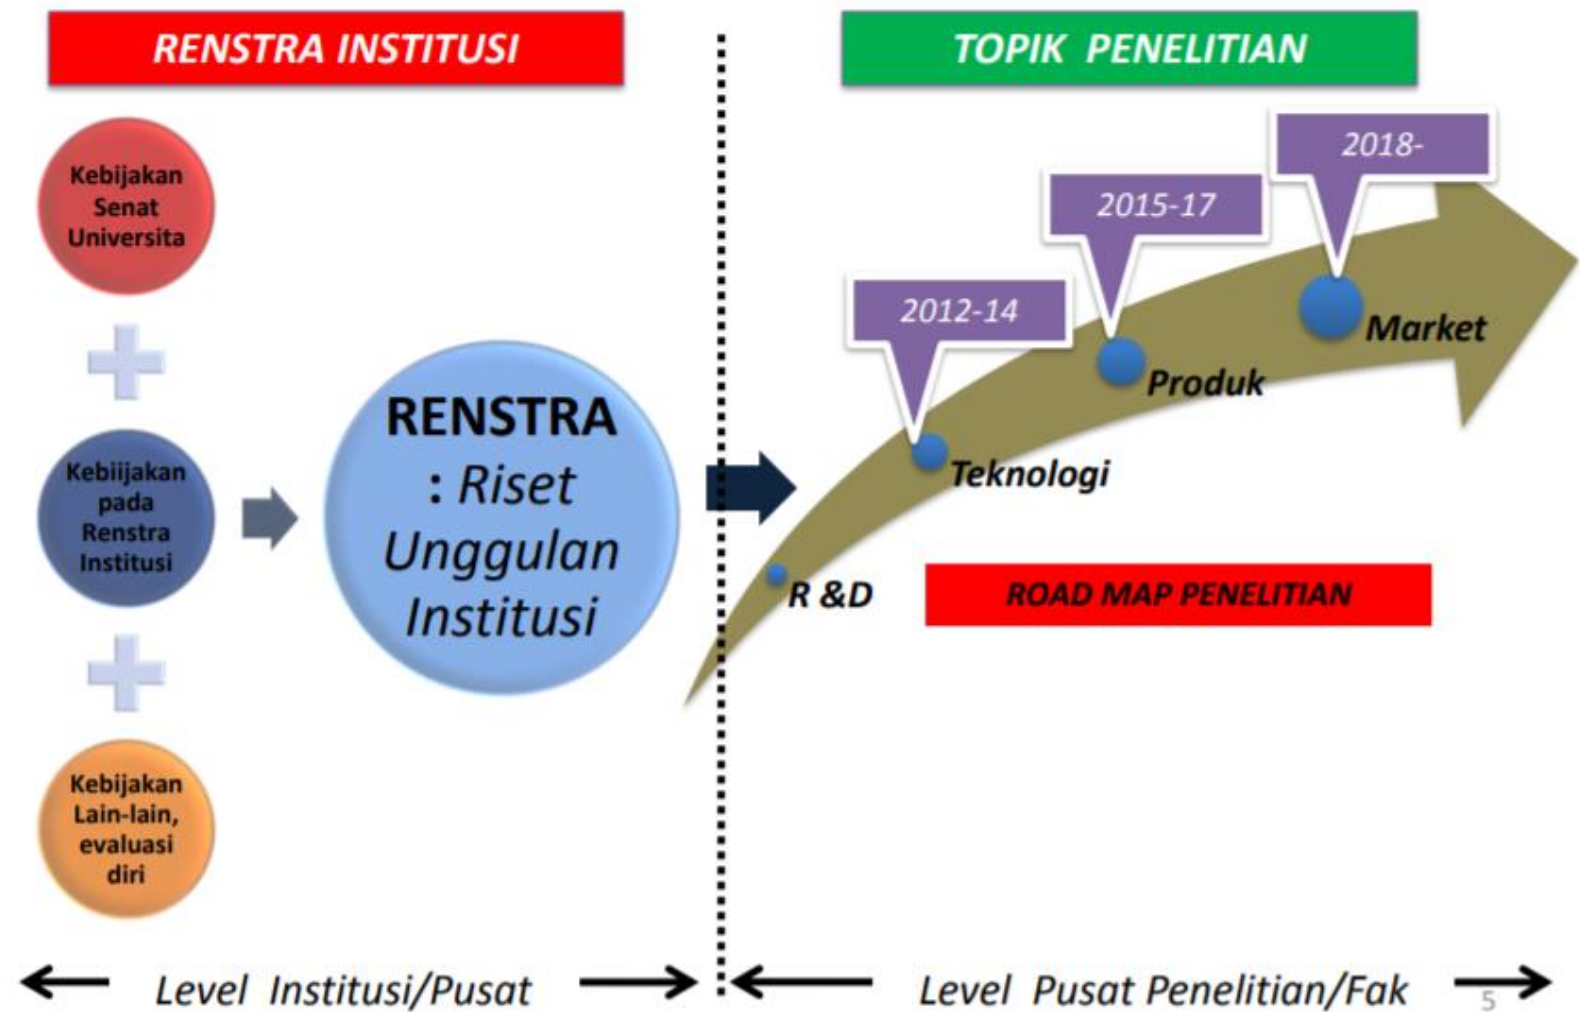 RENSTRA INSTITUSI
Kebijakan
Senat
Universita
Kebiijakan
pada
Renstra
Institusi
Kebijakan
Lain-lain,
evaluasi
diri
RENSTRA
: Riset
Unggulan
Institusi
Level Institusi/Pusat
TOPIK PENELITIAN
2018-
2015-17
2012-14
Market
Produk
Teknologi
R &D
ROAD MAP PENELITIAN
Level Pusat Penelitian/Fak
5